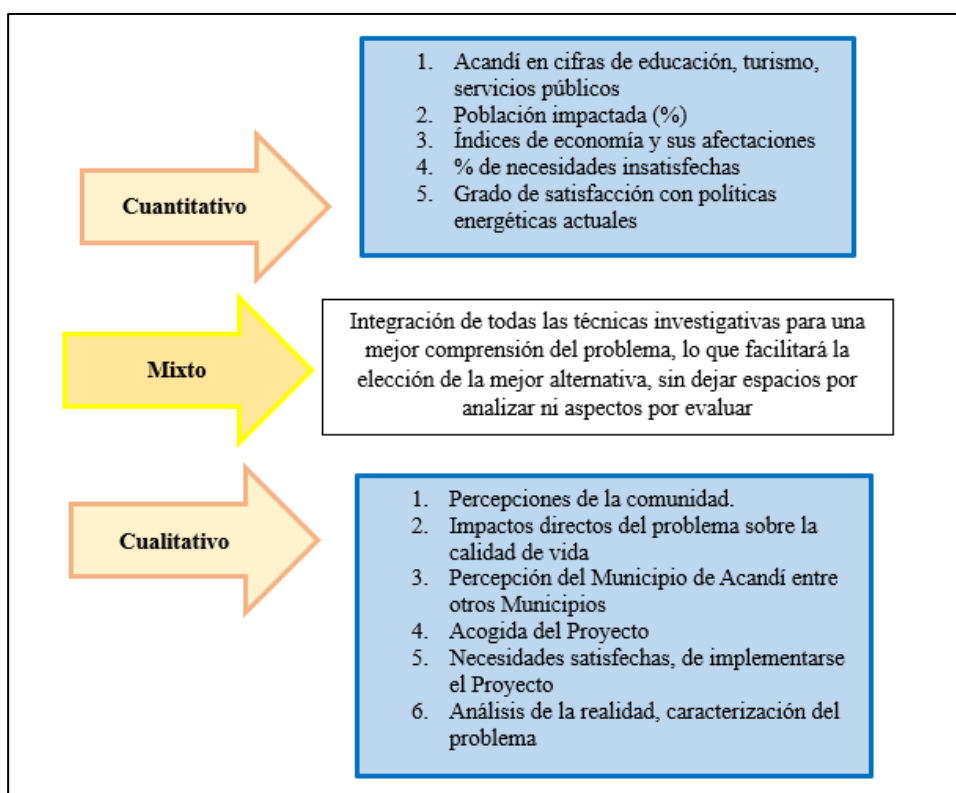 Cuantitativo
1. Acandí en cifras de educación, turismo,
servicios públicos
2. Población impactada (%)
3. Índices de economía y sus afectaciones
4. % de necesidades insatisfechas
5. Grado de satisfacción con políticas
energéticas actuales
Mixto
Integración de todas las técnicas investigativas para una
mejor comprensión del problema, lo que facilitará la
elección de la mejor alternativa, sin dejar espacios por
analizar ni aspectos por evaluar
Cualitativo
1. Percepciones de la comunidad.
2. Impactos directos del problema sobre la
calidad de vida
3. Percepción del Municipio de Acandí entre
otros Municipios
4. Acogida del Proyecto
5. Necesidades satisfechas, de implementarse
el Proyecto
6. Análisis de la realidad, caracterización del
problema